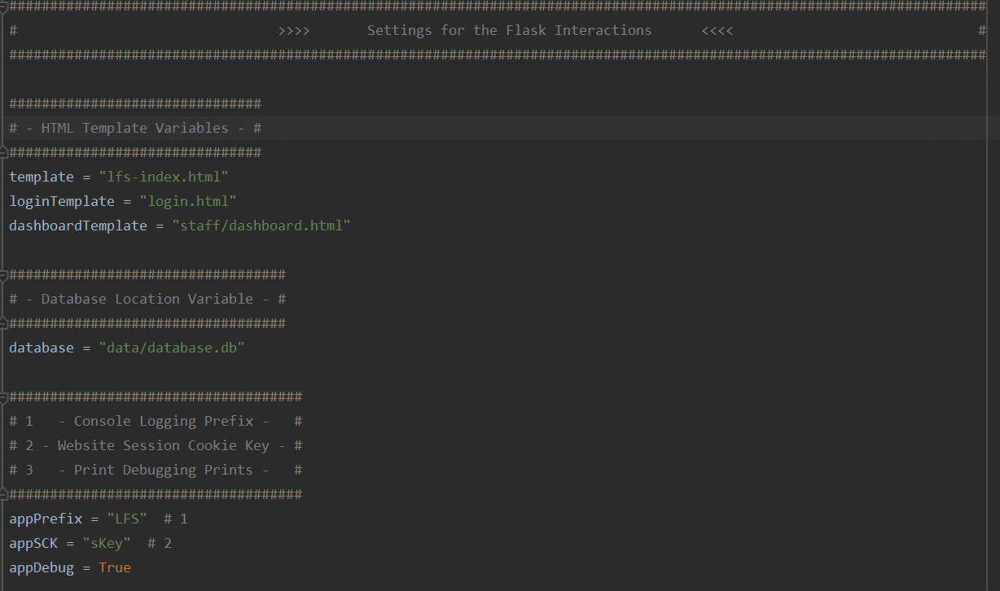 ########################################################################################################################
#                                >>>>       Settings for the Flask Interactions      <<<<                              #
########################################################################################################################
###############################
# - HTML Template Variables - #
###############################
template = "lfs-index.html"
loginTemplate = "login.html"
dashboardTemplate = "staff/dashboard.html"
##################################
# - Database Location Variable - #
##################################
database = "data/database.db"
####################################
# 1   - Console Logging Prefix -   #
# 2 - Website Session Cookie Key - #
# 3   - Print Debugging Prints -   #
####################################
appPrefix = "LFS"  # 1
appSCK = "sKey"  # 2
appDebug = True